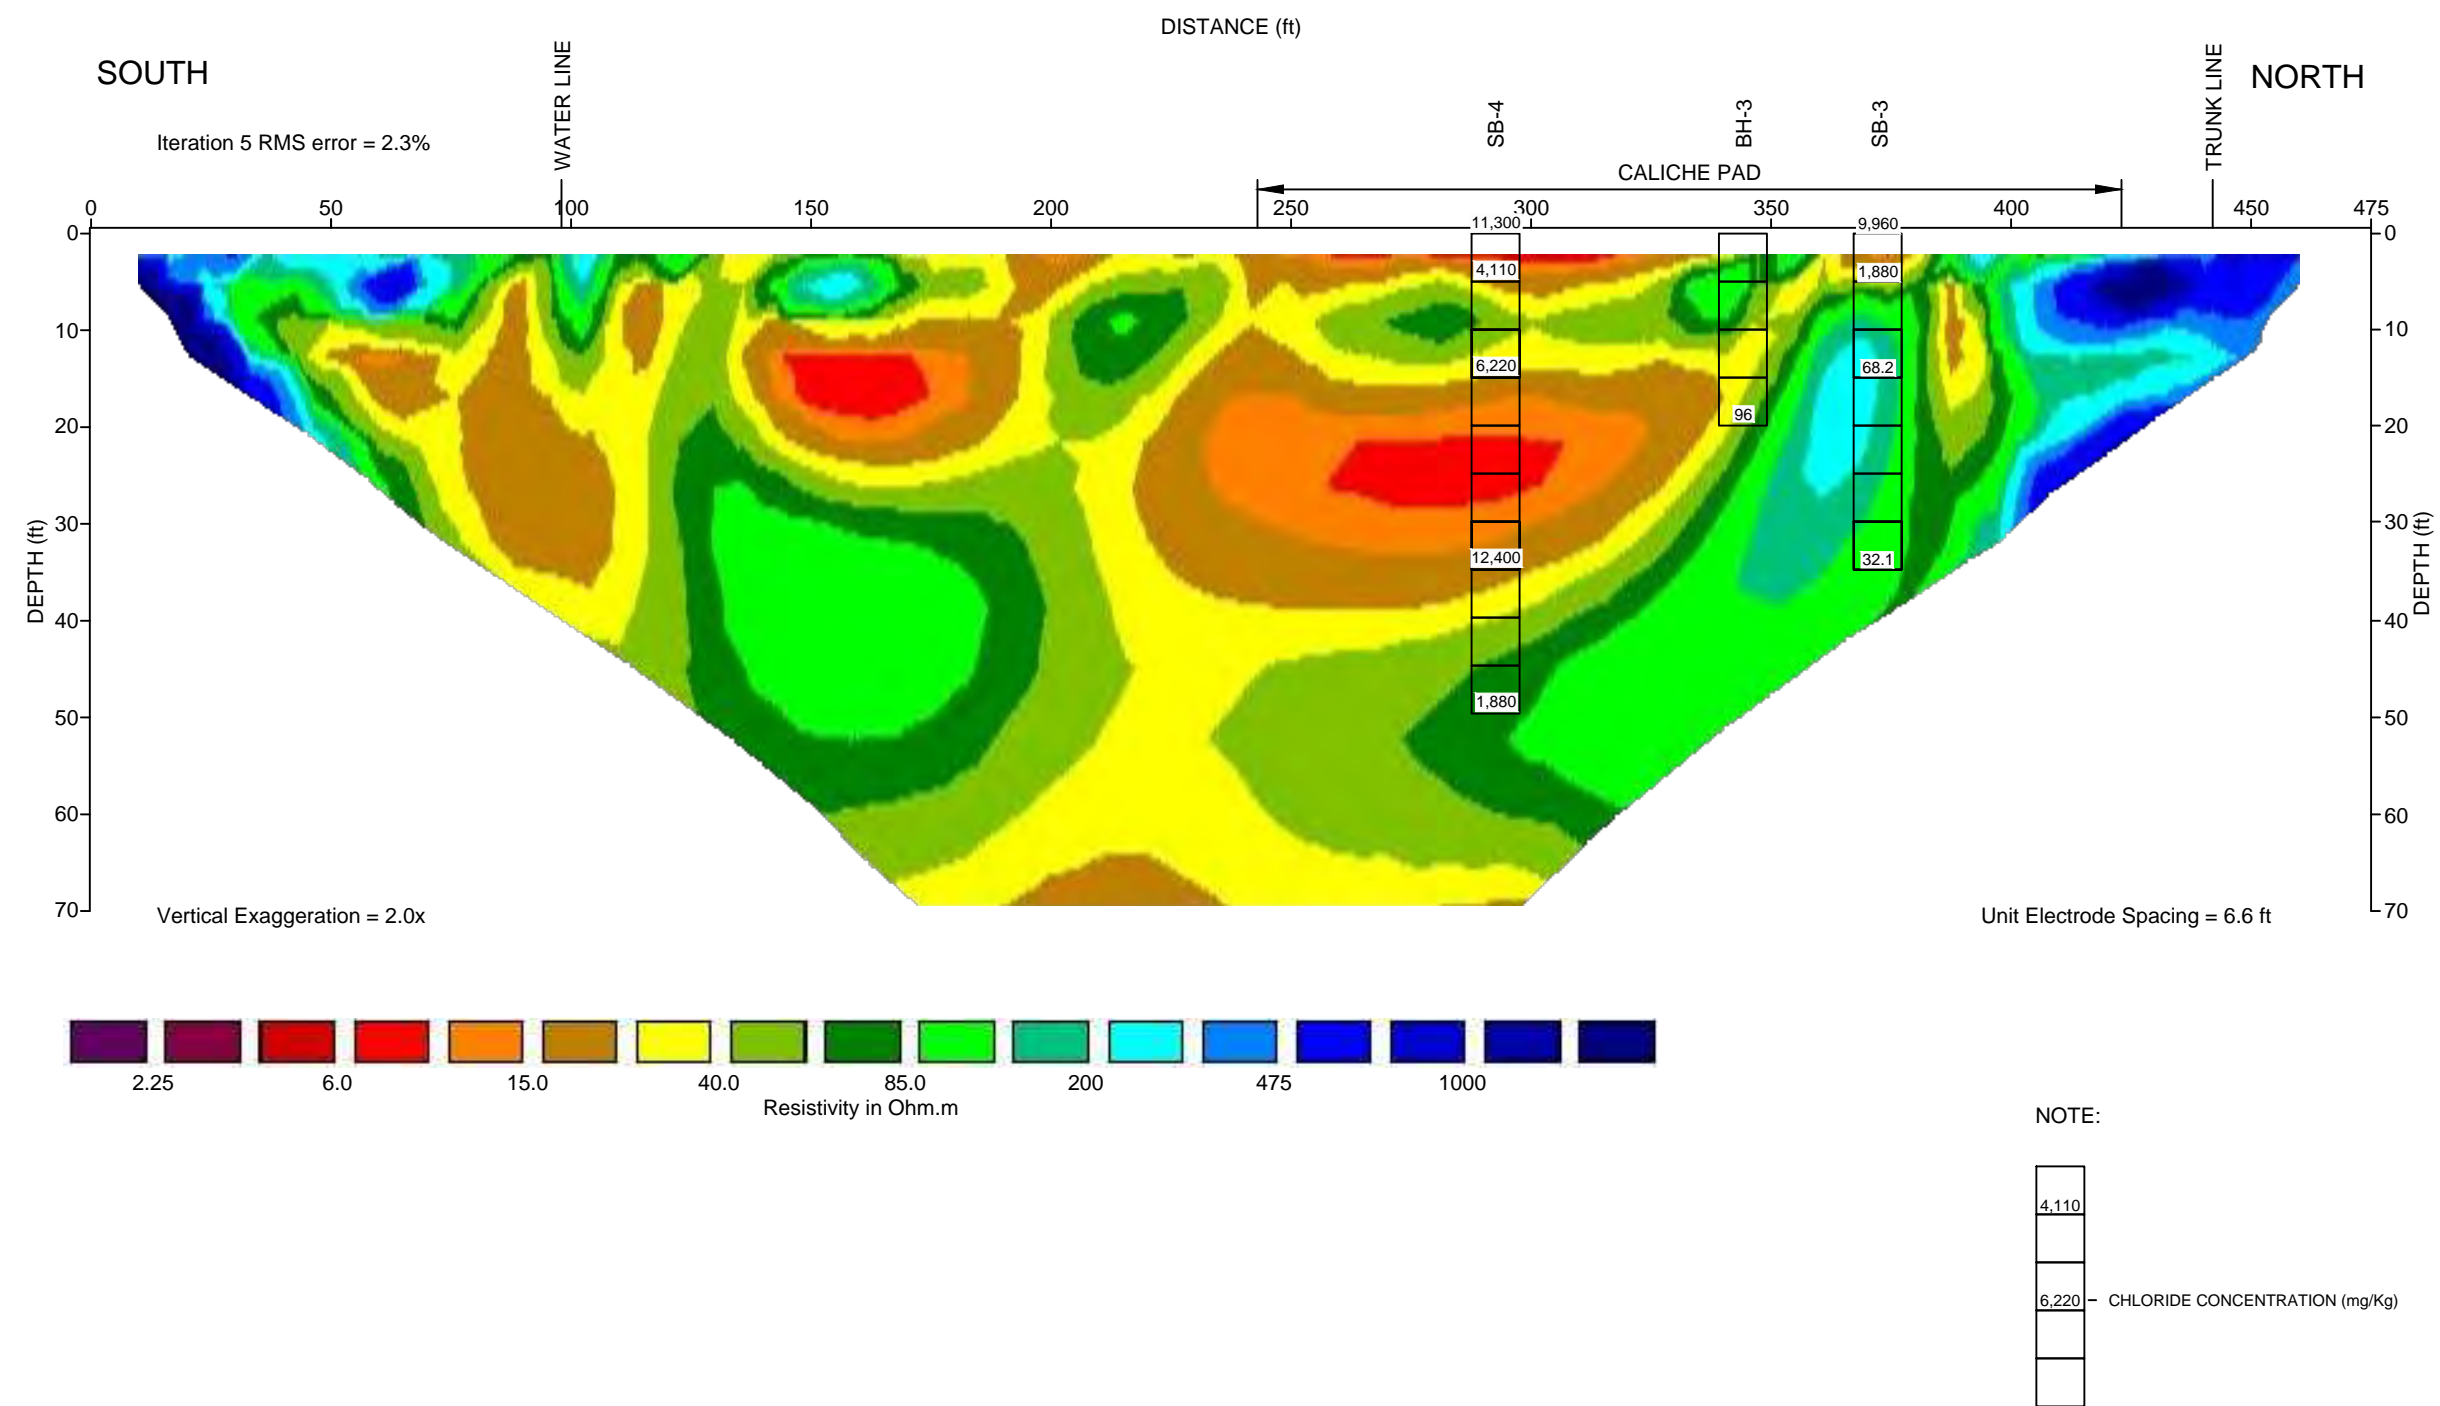 DISTANCE (ft)
SOUTH
WATER LINE
SB-4
BH-3
SB-3
TRUNK LINE
NORTH
Iteration 5 RMS error = 2.3%
CALICHE PAD
0 50 100 150 200 250 300 350 400 450 475
11,300
9,960
0
0
4,110
1,880
10
10
6,220
68.2
96
20
20
30
30
DEPTH (ft)
DEPTH (ft)
12,400
32.1
40
40
1,880
50
50
60
60
70
70
Vertical Exaggeration = 2.0x
Unit Electrode Spacing = 6.6 ft
2.25 6.0 15.0 40.0 85.0 200 475 1000
Resistivity in Ohm.m
NOTE:
4,110
6,220
CHLORIDE CONCENTRATION (mg/Kg)